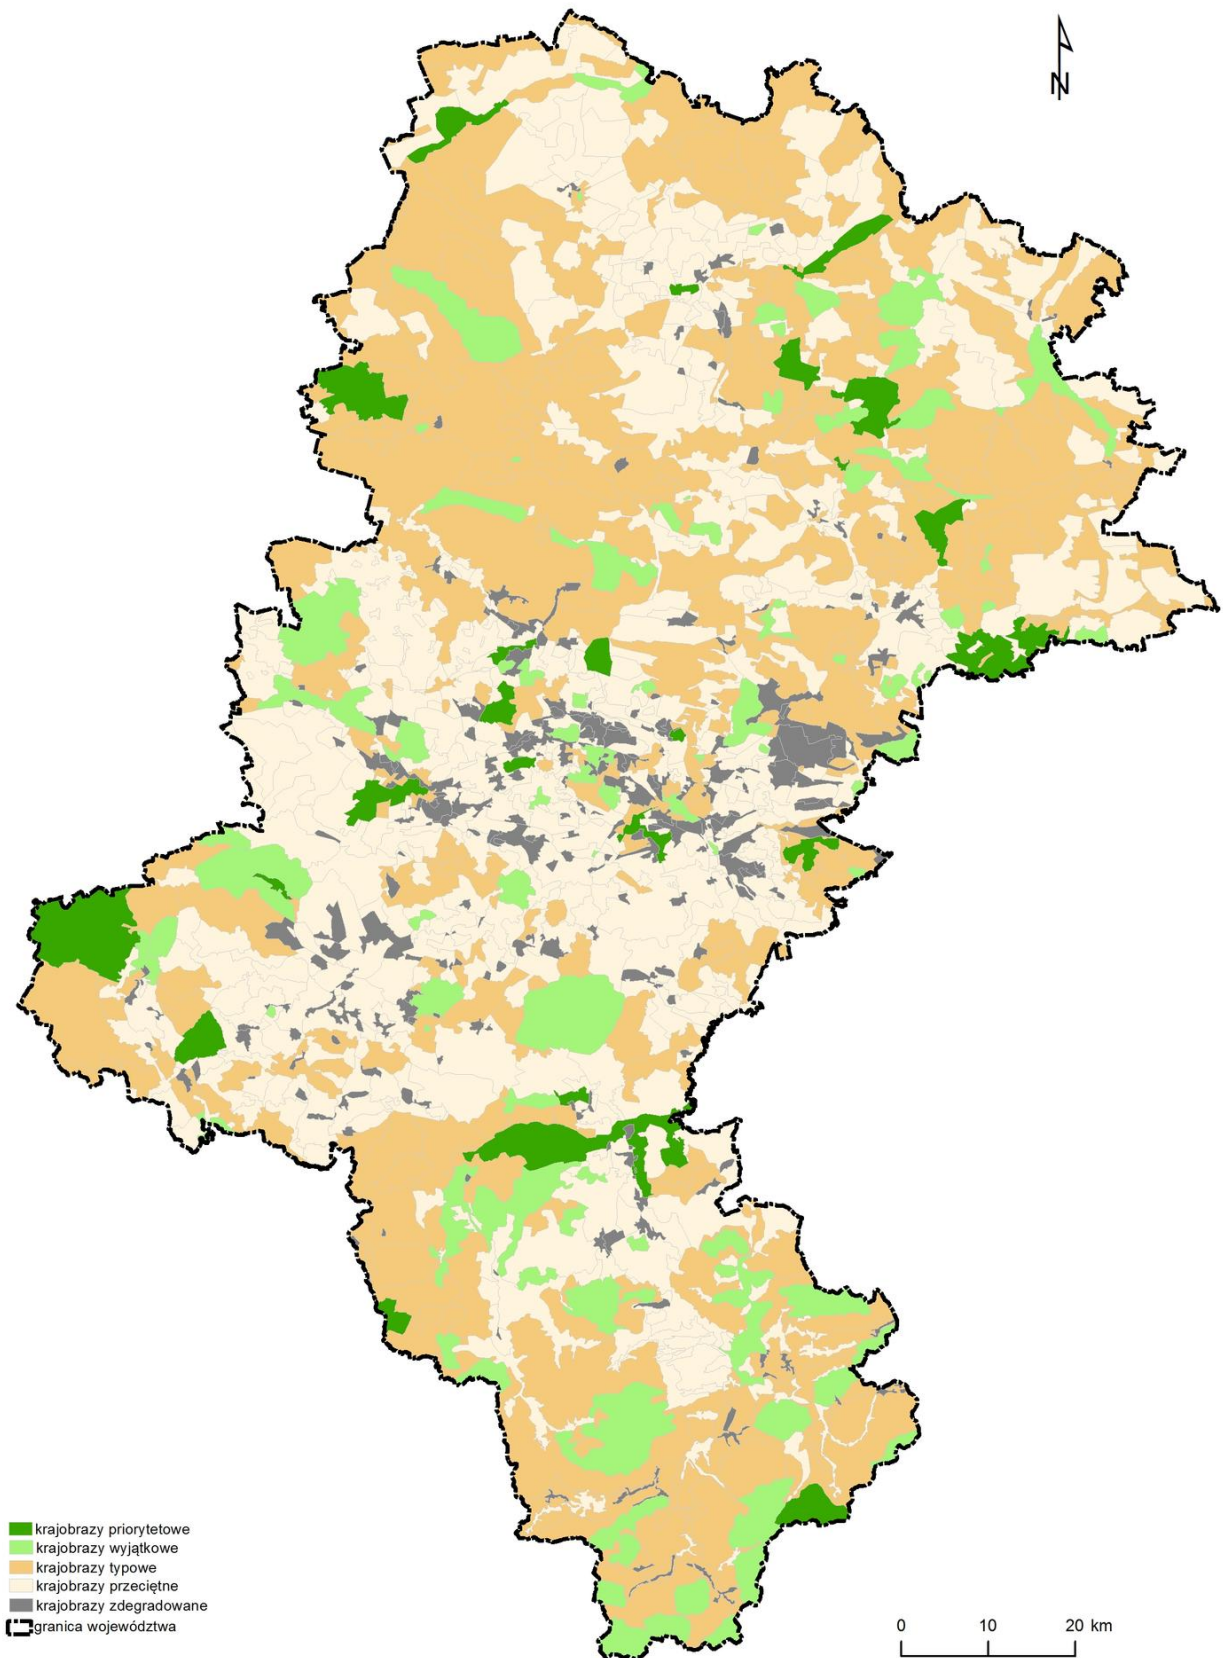 N
krajobrazy priorytetowe
krajobrazy wyjątkowe
krajobrazy typowe
krajobrazy przeciętne
krajobrazy zdegradowane
granica województwa
0 10 20 km